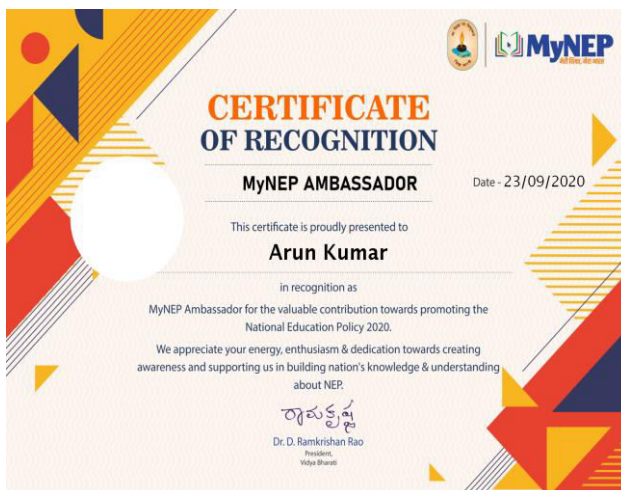 MyNEP
CERTIFICATE
OF RECOGNITION
MyNEP AMBASSADOR
Date - 23/09/2020
This certificate is proudly presented to
Arun Kumar
in recognition as
MyNEP Ambassador for the valuable contribution towards promoting the
National Education Policy 2020.
We appreciate your energy, enthusiasm & dedication towards creating
awareness and supporting us in building nation's knowledge & understanding
about NEP.
రామకృష్ణ
Dr. D. Ramkrishan Rao
President,
Vidya Bharati